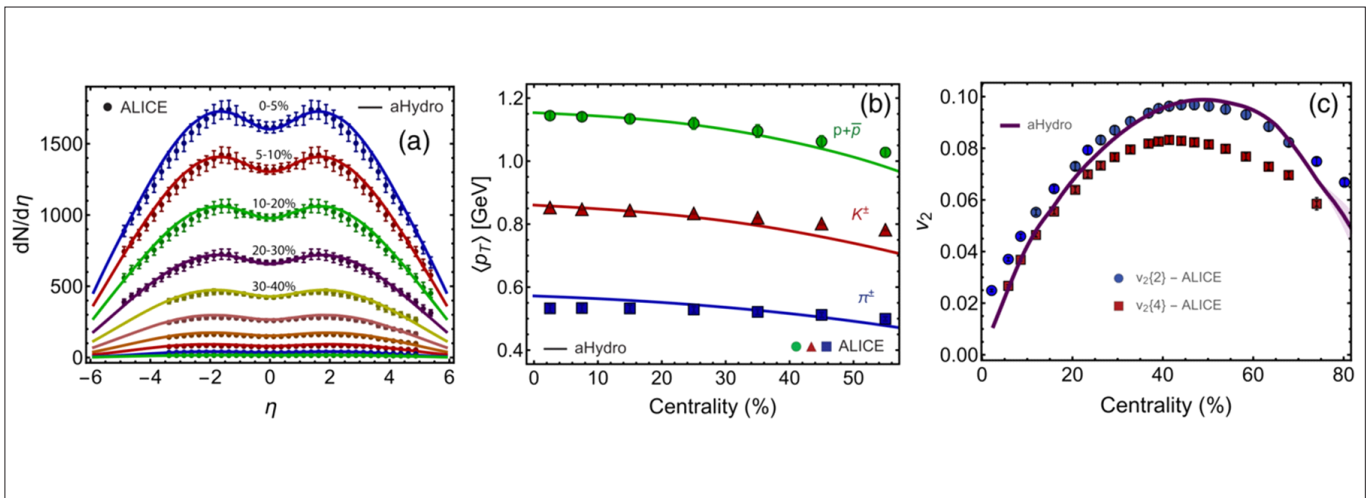 ALICE
0-5%
aHydro
(a)
5-10%
10-20%
20-30%
30-40%
1500
1000
500
0
dN/dη
−6 −4 −2 0 2 4 6
η
(b)
p+p̅
K±
π±
aHydro
ALICE
1.2
1.0
0.8
0.6
0.4
⟨pT⟩ [GeV]
0 10 20 30 40 50
Centrality (%)
(c)
aHydro
v2{2} − ALICE
v2{4} − ALICE
0.10
0.08
0.06
0.04
0.02
0.00
v2
0 20 40 60 80
Centrality (%)